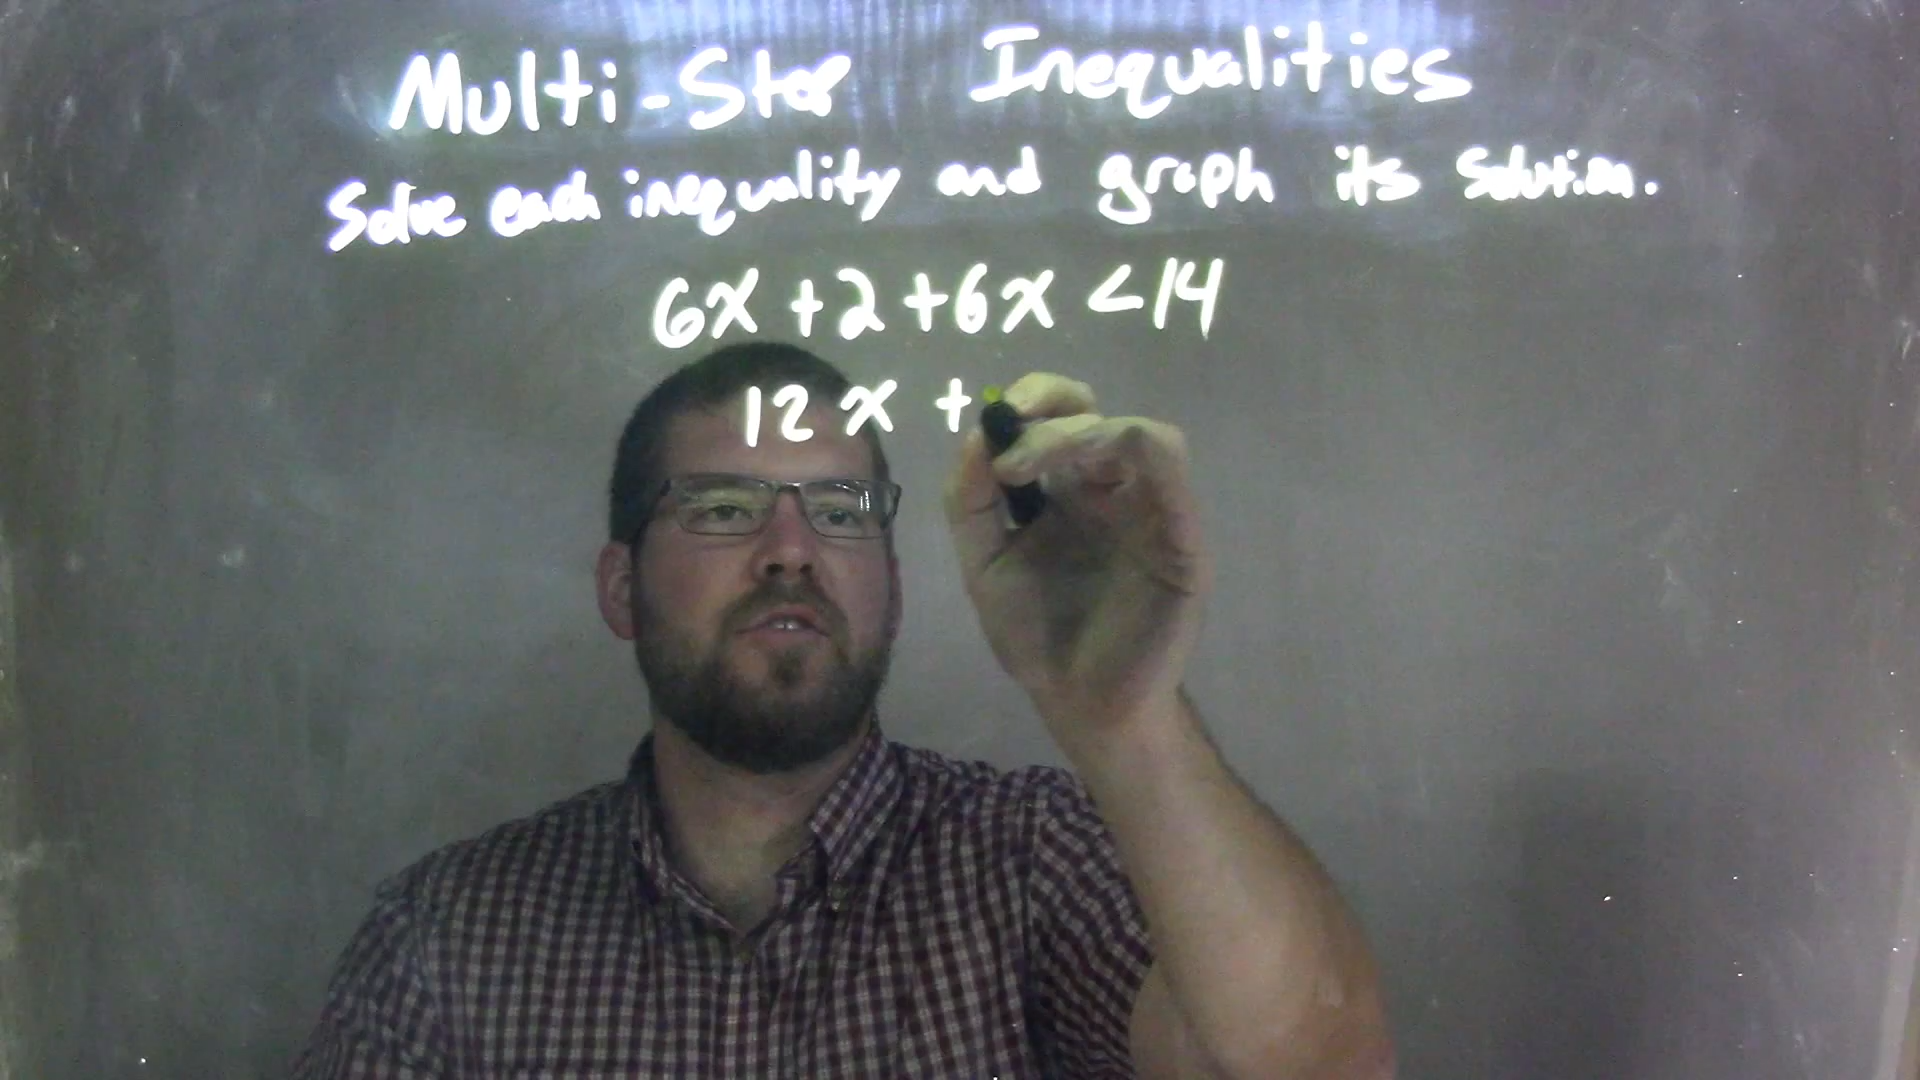 Multi-Step Inequalities
Solve each inequality and graph its solution.
6x + 2 + 6x < 14
12x +